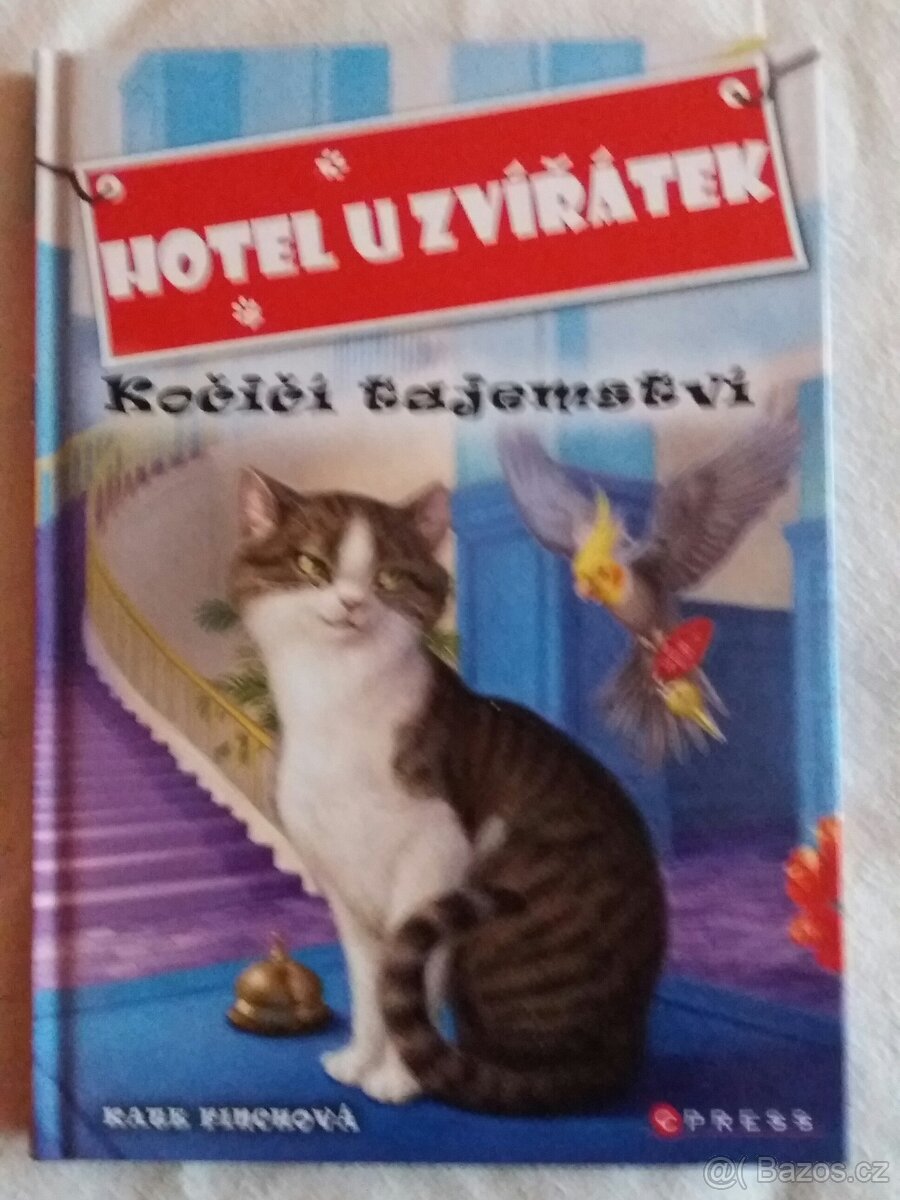 HOTEL U ZVÍŘÁTEK
Kočičí tajemství
KATE FINCHOVÁ
CPRESS
@( Bazos.cz